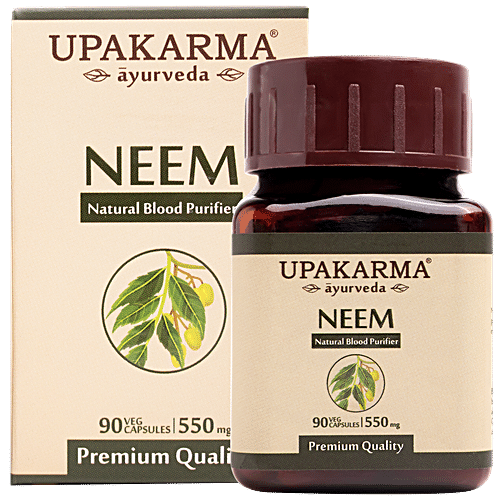 UPAKARMA®
āyurveda
NEEM
Natural Blood Purifier
90 VEG CAPSULES | 550 mg
Premium Quality
UPAKARMA®
āyurveda
NEEM
Natural Blood Purifier
90 VEG CAPSULES | 550 mg
Premium Quality